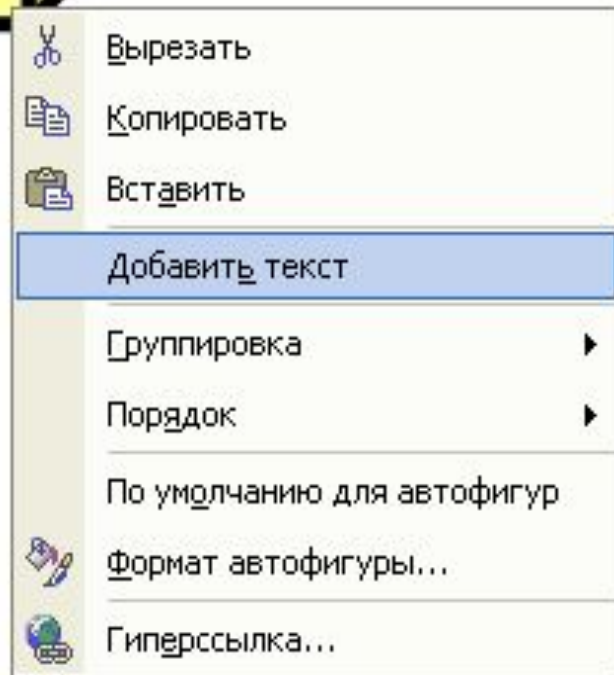 Вырезать
Копировать
Вставить
Добавить текст
Группировка
Порядок
По умолчанию для автофигур
Формат автофигуры...
Гиперссылка...